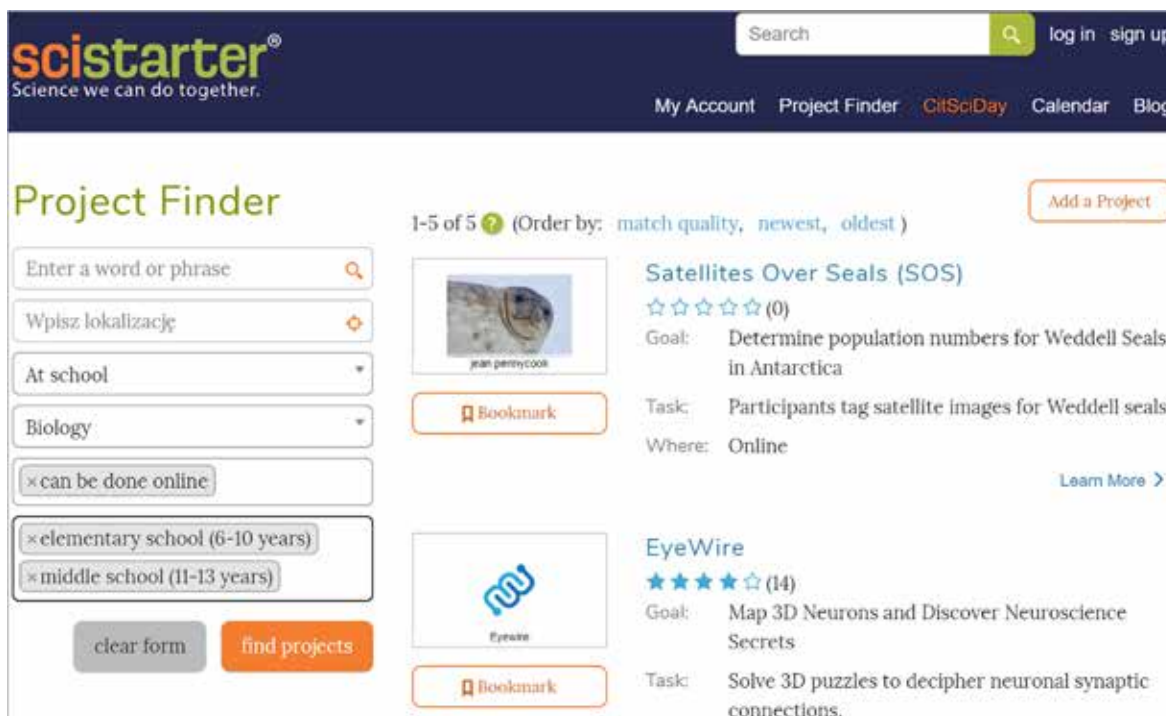 scistarter®
Science we can do together.
Search
log in sign up
My Account Project Finder CitSciDay Calendar Blog
Project Finder
Enter a word or phrase
Wpisz lokalizację
At school
Biology
×can be done online
×elementary school (6-10 years)
×middle school (11-13 years)
clear form find projects
1-5 of 5 ? (Order by: match quality, newest, oldest )
Add a Project
jean pennycook
Bookmark
Satellites Over Seals (SOS)
(0)
Goal: Determine population numbers for Weddell Seals
in Antarctica
Task: Participants tag satellite images for Weddell seals
Where: Online
Learn More >
Eyewire
Bookmark
EyeWire
(14)
Goal: Map 3D Neurons and Discover Neuroscience
Secrets
Task: Solve 3D puzzles to decipher neuronal synaptic
connections.